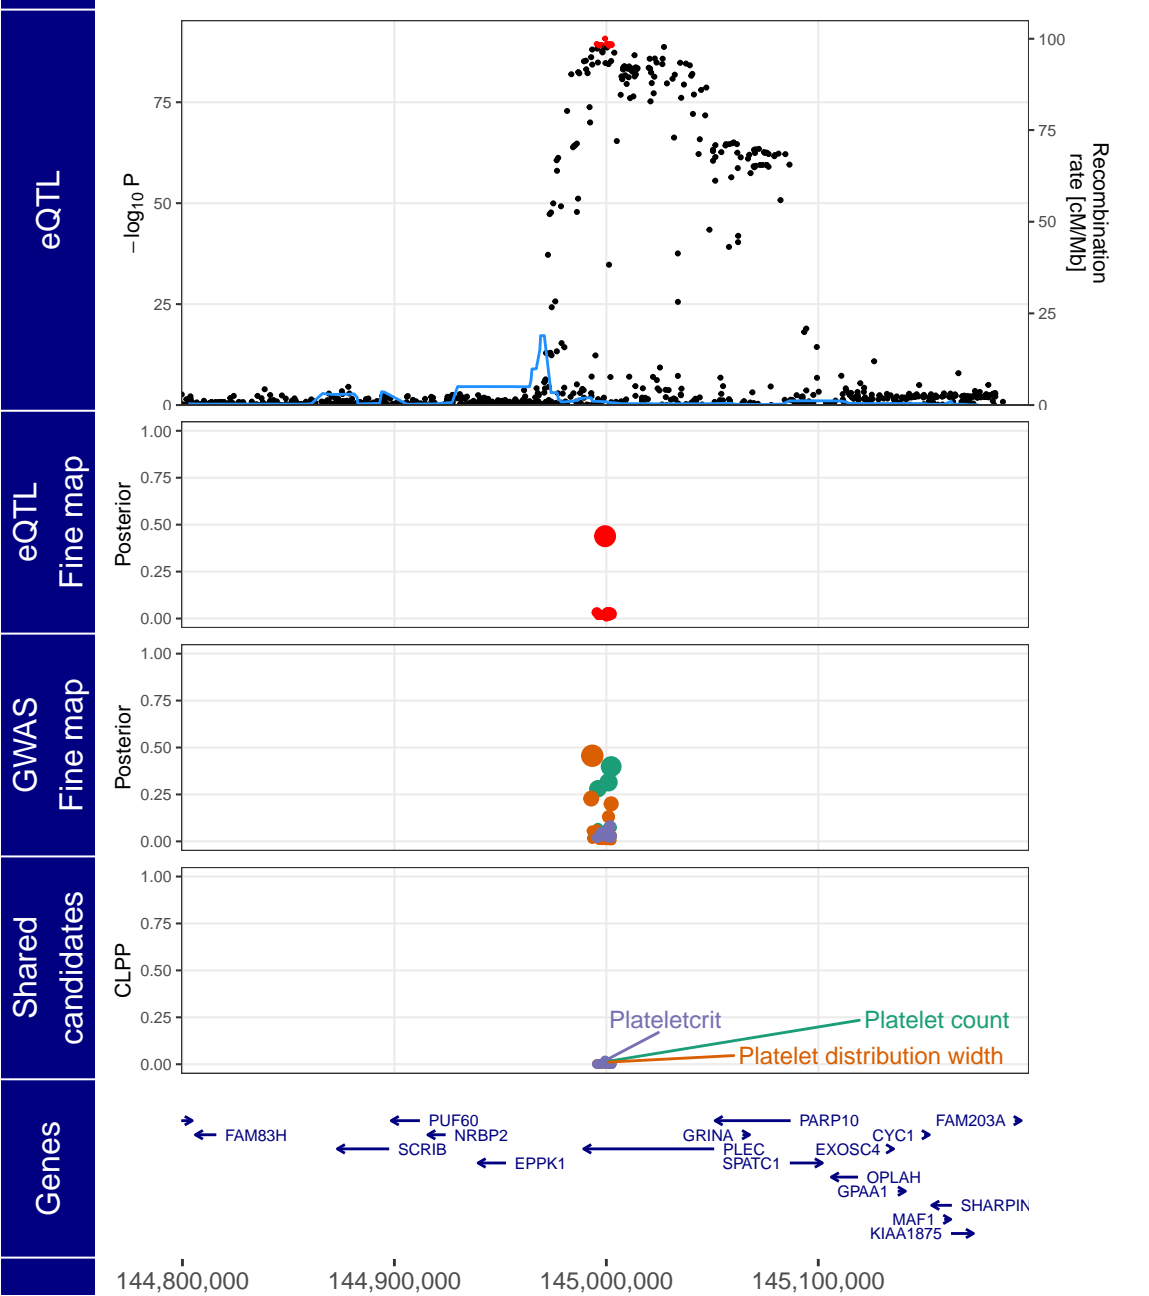 eQTL
−log10 P
75
50
25
0
100
75
50
25
0
Recombination
rate [cM/Mb]
eQTL
Fine map
Posterior
1.00
0.75
0.50
0.25
0.00
GWAS
Fine map
Posterior
1.00
0.75
0.50
0.25
0.00
Shared
candidates
CLPP
1.00
0.75
0.50
0.25
0.00
Plateletcrit
Platelet count
Platelet distribution width
Genes
PUF60
PARP10
FAM203A
FAM83H
NRBP2
GRINA
CYC1
SCRIB
PLEC
EXOSC4
EPPK1
SPATC1
OPLAH
GPAA1
SHARPIN
MAF1
KIAA1875
144,800,000
144,900,000
145,000,000
145,100,000